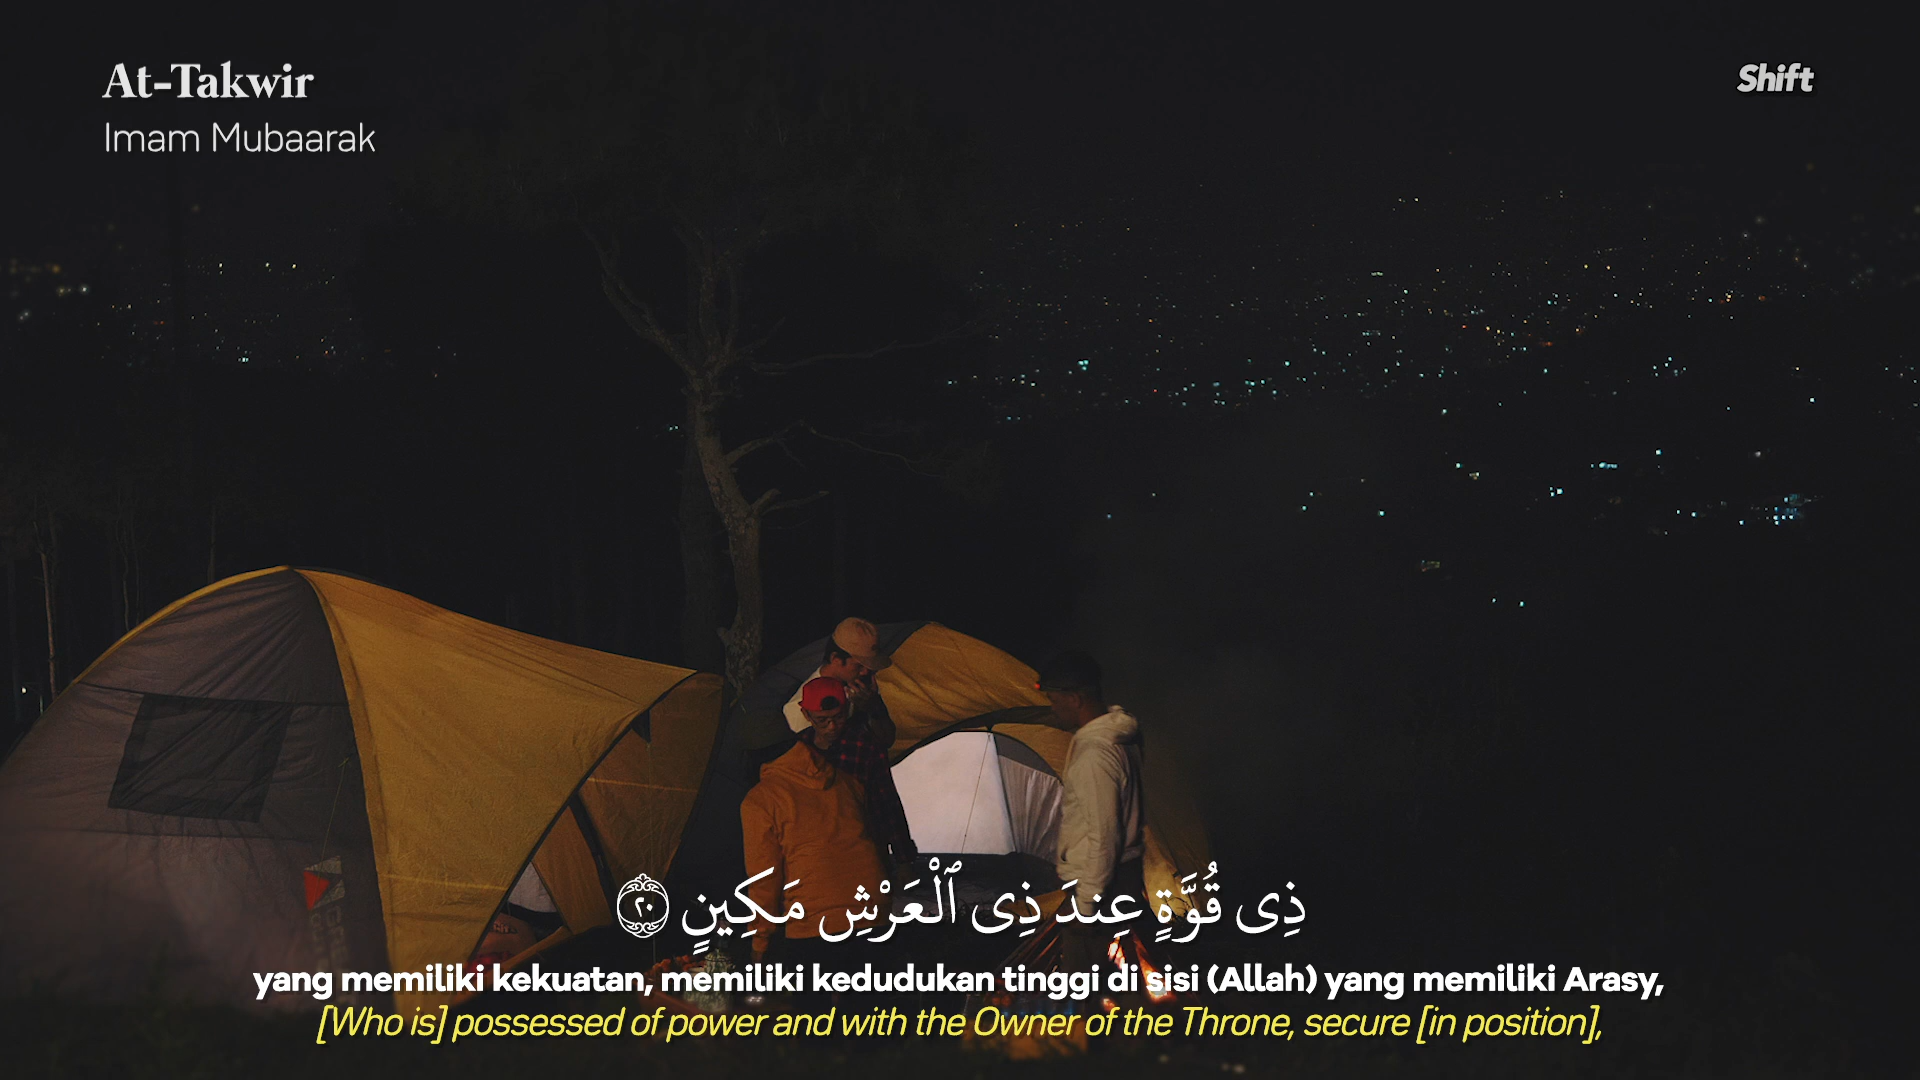 At-Takwir
Imam Mubaarak
Shift
ذِى قُوَّةٍ عِندَ ذِى ٱلْعَرْشِ مَكِينٍ ٢٠
yang memiliki kekuatan, memiliki kedudukan tinggi di sisi (Allah) yang memiliki Arasy,
[Who is] possessed of power and with the Owner of the Throne, secure [in position],